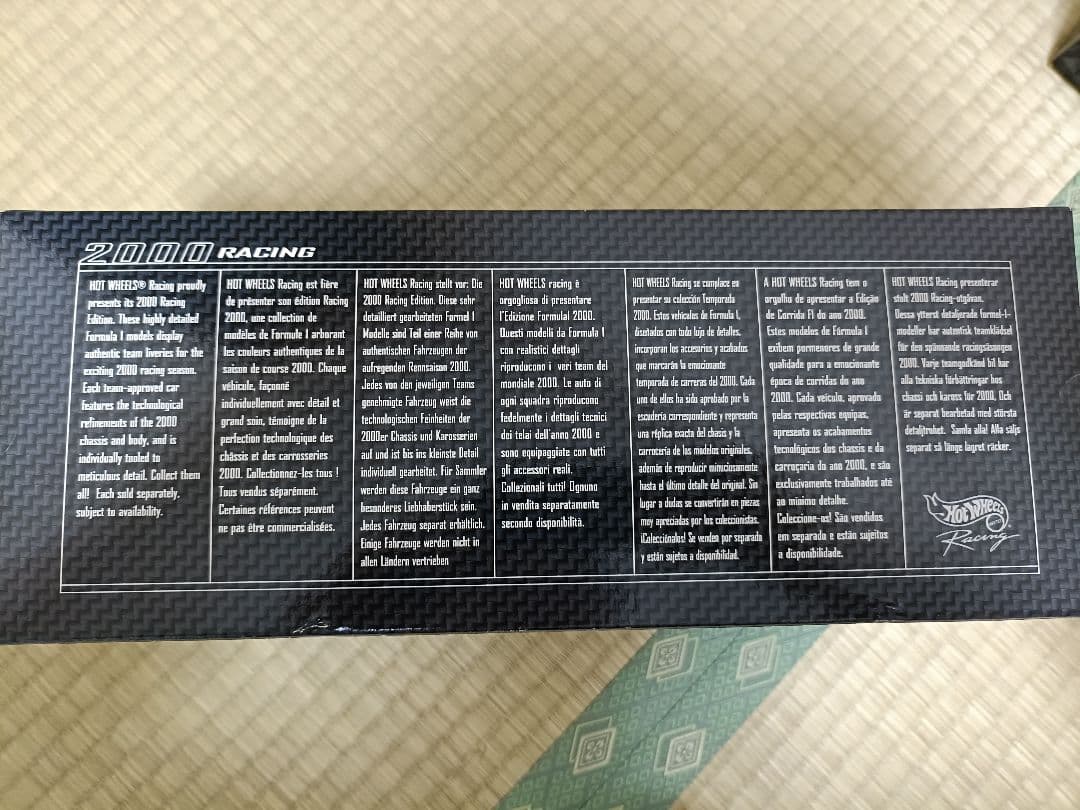 2000 RACING
HOT WHEELS® Racing proudly
presents its 2000 Racing
Edition. These highly detailed
Formula 1 models display
authentic team liveries for the
exciting 2000 racing season.
Each team-approved car
features the technological
refinements of the 2000
chassis and body, and is
individually tooled to
meticulous detail. Collect them
all! Each sold separately,
subject to availability.
HOT WHEELS Racing est fière
de présenter son édition Racing
2000, une collection de
modèles de Formule 1 arborant
les couleurs authentiques de la
saison de course 2000. Chaque
véhicule, façonné
individuellement avec détail et
grand soin, témoigne de la
perfection technologique des
châssis et des carrosseries
2000. Collectionnez-les tous !
Tous vendus séparément.
Certaines références peuvent
ne pas être commercialisées.
HOT WHEELS Racing stellt vor: Die
2000 Racing Edition. Diese sehr
detailliert gearbeiteten Formel 1
Modelle sind Teil einer Reihe von
authentischen Fahrzeugen der
aufregenden Rennsaison 2000.
Jedes von den jeweiligen Teams
genehmigte Fahrzeug weist die
technologischen Feinheiten der
2000er Chassis und Karosserien
auf und ist bis ins kleinste Detail
individuell gearbeitet. Für Sammler
werden diese Fahrzeuge ein ganz
besonderes Liebhaberstück sein.
Jedes Fahrzeug separat erhältlich.
Einige Fahrzeuge werden nicht in
allen Ländern vertrieben
HOT WHEELS racing è
orgogliosa di presentare
l'Edizione Formula1 2000.
Questi modelli da Formula 1
con realistici dettagli
riproducono i veri team del
mondiale 2000. Le auto di
ogni squadra riproducono
fedelmente i dettagli tecnici
dei telai dell'anno 2000 e
sono equipaggiate con tutti
gli accessori reali.
Collezionali tutti! Ognuno
in vendita separatamente
secondo disponibilità.
HOT WHEELS Racing se complace en
presentar su colección Temporada
2000. Estos vehículos de Formula 1,
diseñados con todo lujo de detalles,
incorporan los accesorios y acabados
que marcarán la emocionante
temporada de carreras del 2000. Cada
uno de ellos ha sido aprobado por la
escudería correspondiente y representa
una réplica exacta del chasis y la
carrocería de los modelos originales,
además de reproducir minuciosamente
hasta el último detalle del original. Sin
lugar a dudas se convertirán en piezas
muy apreciadas por los coleccionistas.
¡Colecciónalos! Se venden por separado
y están sujetos a disponibilidad.
A HOT WHEELS Racing tem o
orgulho de apresentar a Edição
de Corrida F1 do ano 2000.
Estes modelos de Fórmula 1
exibem pormenores de grande
qualidade para a emocionante
época de corridas do ano
2000. Cada veículo, aprovado
pelas respectivas equipas,
apresenta os acabamentos
tecnológicos dos chassis e da
carroçaria do ano 2000, e são
exclusivamente trabalhados até
ao mínimo detalhe.
Coleccione-os! São vendidos
em separado e estão sujeitos
a disponibilidade.
HOT WHEELS Racing presenterar
stolt 2000 Racing-utgåvan.
Dessa ytterst detaljerade formel-1-
modeller har autentisk teamklädsel
för den spännande racingsäsongen
2000. Varje teamgodkänd bil har
alla tekniska förbättringar hos
chassi och kaross för 2000. Och
är separat bearbetad med största
detaljtrohet. Samla alla! Alla säljs
separat så länge lagret räcker.
Hot Wheels
Racing